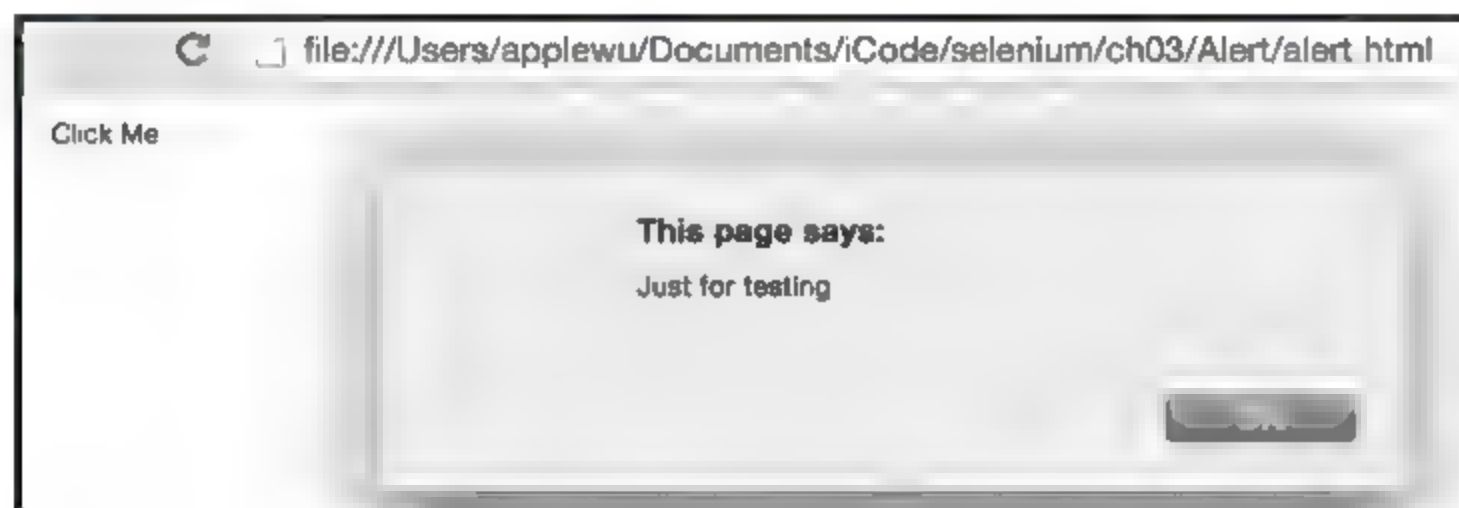 file:///Users/applewu/Documents/iCode/selenium/ch03/Alert/alert html
Click Me
This page says:
Just for testing